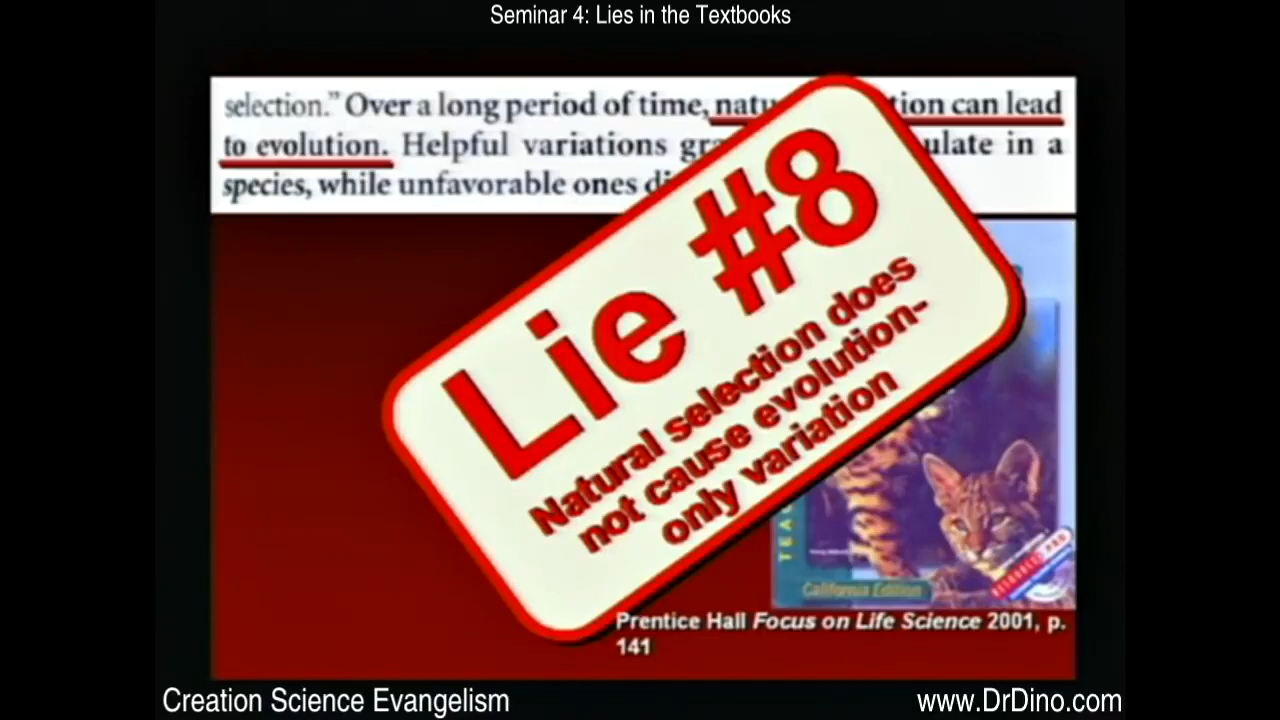 Seminar 4: Lies in the Textbooks
selection.” Over a long period of time, natu tion can lead
to evolution. Helpful variations gra ulate in a
species, while unfavorable ones di
Lie #8
Natural selection does
not cause evolution-
only variation
TEAC
California Edition
Prentice Hall Focus on Life Science 2001, p.
141
Creation Science Evangelism
www.DrDino.com